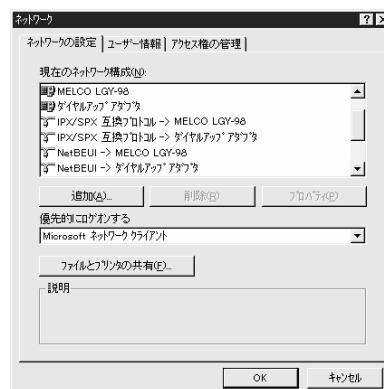 ネットワーク
ネットワークの設定 ユーザー情報 アクセス権の管理
現在のネットワーク構成(N):
MELCO LGY-98
ダイヤルアップ アダプタ
IPX/SPX 互換プロトコル -> MELCO LGY-98
IPX/SPX 互換プロトコル -> ダイヤルアップ アダプタ
NetBEUI -> MELCO LGY-98
NetBEUI -> ダイヤルアップ アダプタ
追加(A)... 削除(R) プロパティ(P)
優先的にログオンする
Microsoft ネットワーク クライアント
ファイルとプリンタの共有(F)...
説明
OK キャンセル